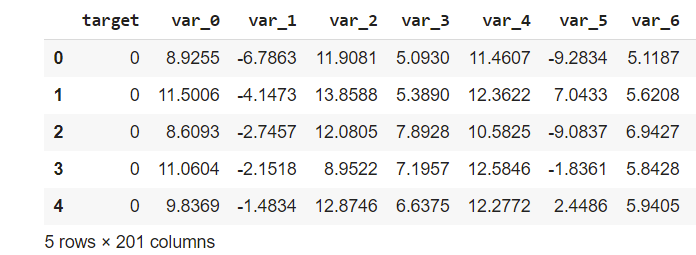 target var_0 var_1 var_2 var_3 var_4 var_5 var_6
0 0 8.9255 -6.7863 11.9081 5.0930 11.4607 -9.2834 5.1187
1 0 11.5006 -4.1473 13.8588 5.3890 12.3622 7.0433 5.6208
2 0 8.6093 -2.7457 12.0805 7.8928 10.5825 -9.0837 6.9427
3 0 11.0604 -2.1518 8.9522 7.1957 12.5846 -1.8361 5.8428
4 0 9.8369 -1.4834 12.8746 6.6375 12.2772 2.4486 5.9405
5 rows × 201 columns